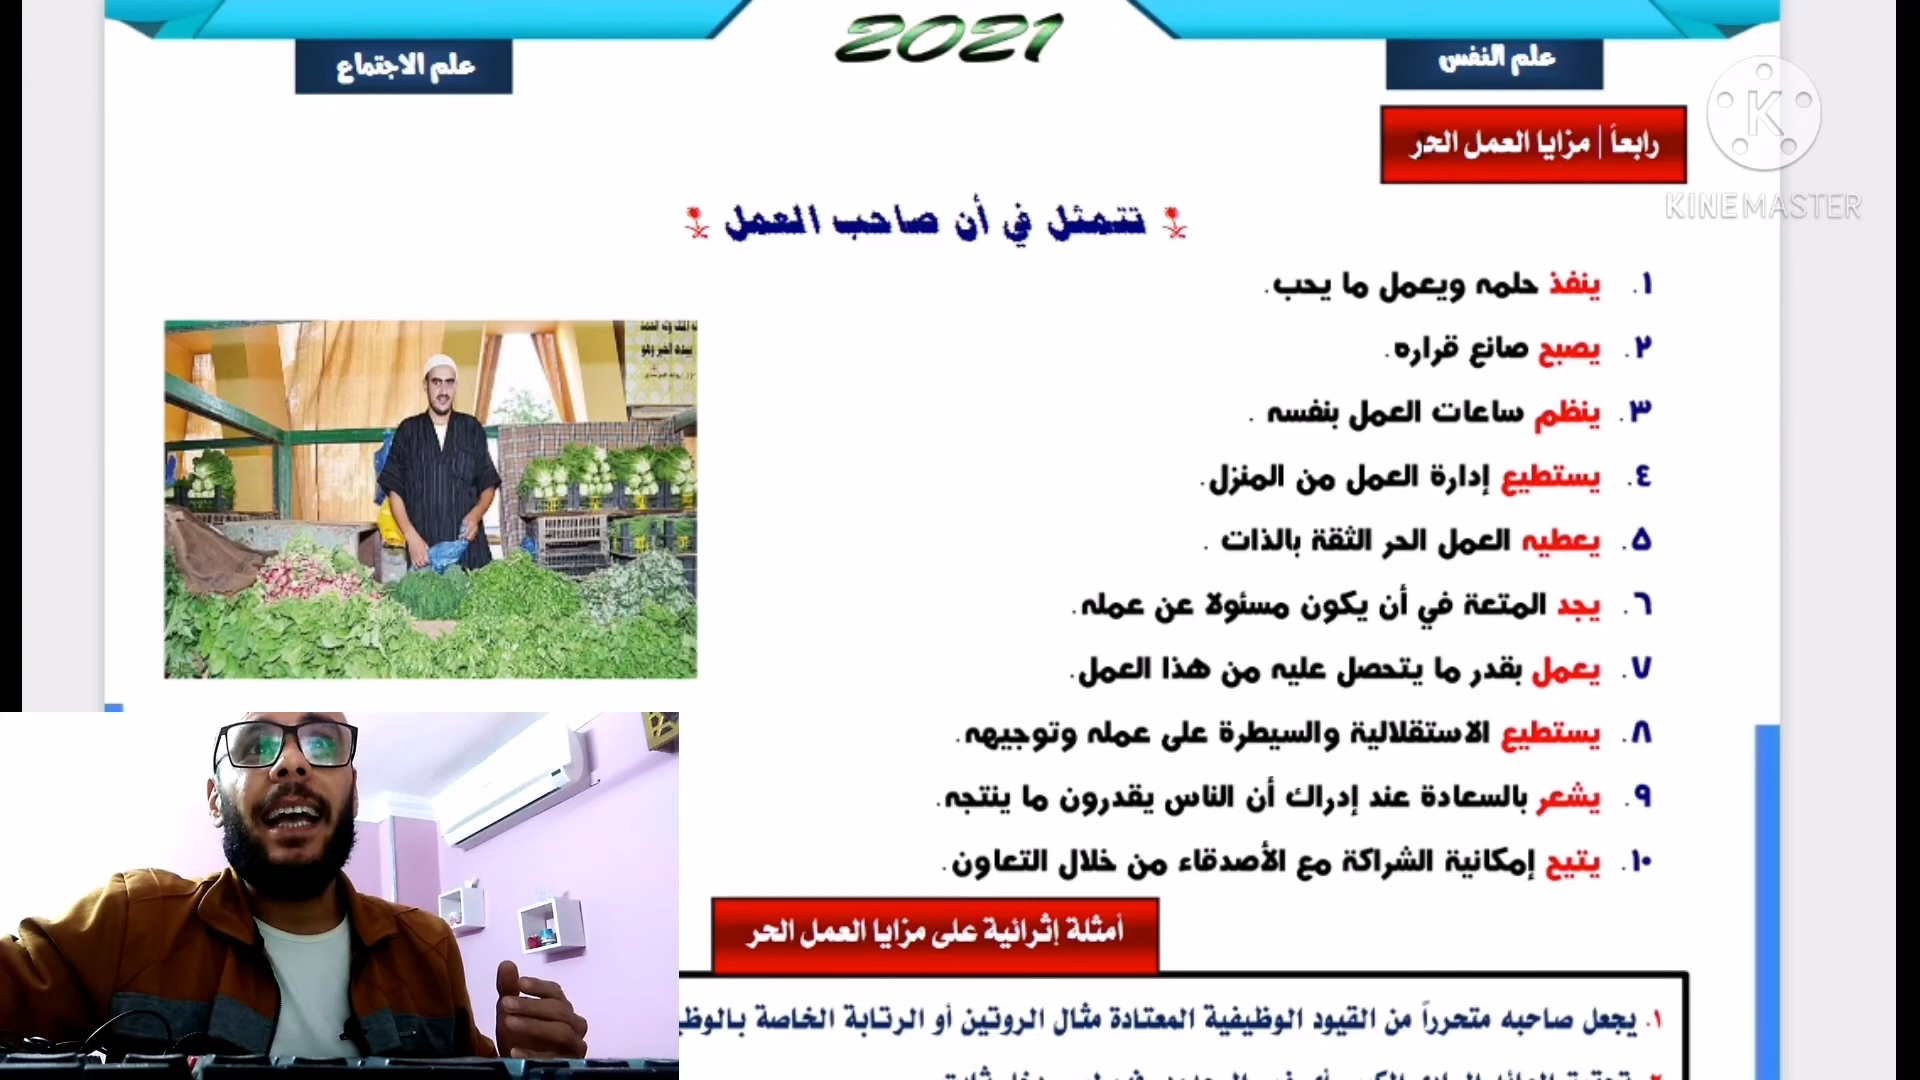 2021
علم النفس
علم الاجتماع
رابعاً | مزايا العمل الحر
KINEMASTER
تتمثل في أن صاحب العمل
١. ينفذ حلمه ويعمل ما يحب.
٢. يصبح صانع قراره.
٣. ينظم ساعات العمل بنفسه .
٤. يستطيع إدارة العمل من المنزل.
٥. يعطيه العمل الحر الثقة بالذات .
٦. يجد المتعة في أن يكون مسئولا عن عمله.
٧. يعمل بقدر ما يتحصل عليه من هذا العمل.
٨. يستطيع الاستقلالية والسيطرة على عمله وتوجيهه.
٩. يشعر بالسعادة عند إدراك أن الناس يقدرون ما ينتجه.
١٠. يتيح إمكانية الشراكة مع الأصدقاء من خلال التعاون.
أمثلة إثرائية على مزايا العمل الحر
١. يجعل صاحبه متحرراً من القيود الوظيفية المعتادة مثال الروتين أو الرتابة الخاصة